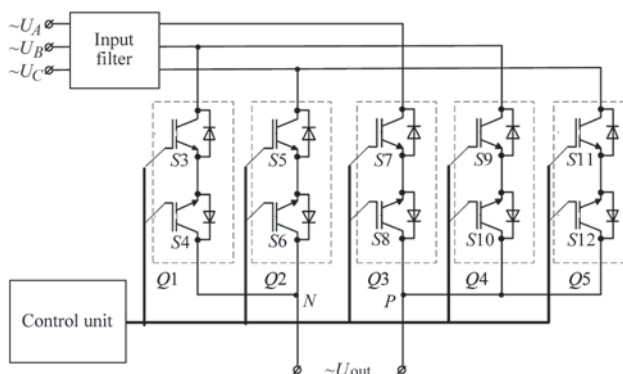 ~U_A
~U_B
~U_C
Input
filter
S3
S5
S7
S9
S11
S4
S6
S8
S10
S12
Q1
Q2
Q3
Q4
Q5
N
P
Control unit
~U_out